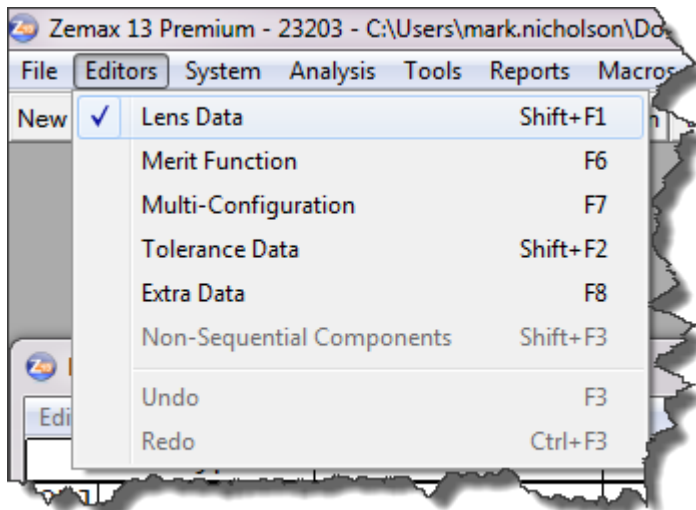 Zemax 13 Premium - 23203 - C:\Users\mark.nicholson\Do
File Editors System Analysis Tools Reports Macros
New
Lens Data Shift+F1
Merit Function F6
Multi-Configuration F7
Tolerance Data Shift+F2
Extra Data F8
Non-Sequential Components Shift+F3
Undo F3
Edi
Redo Ctrl+F3